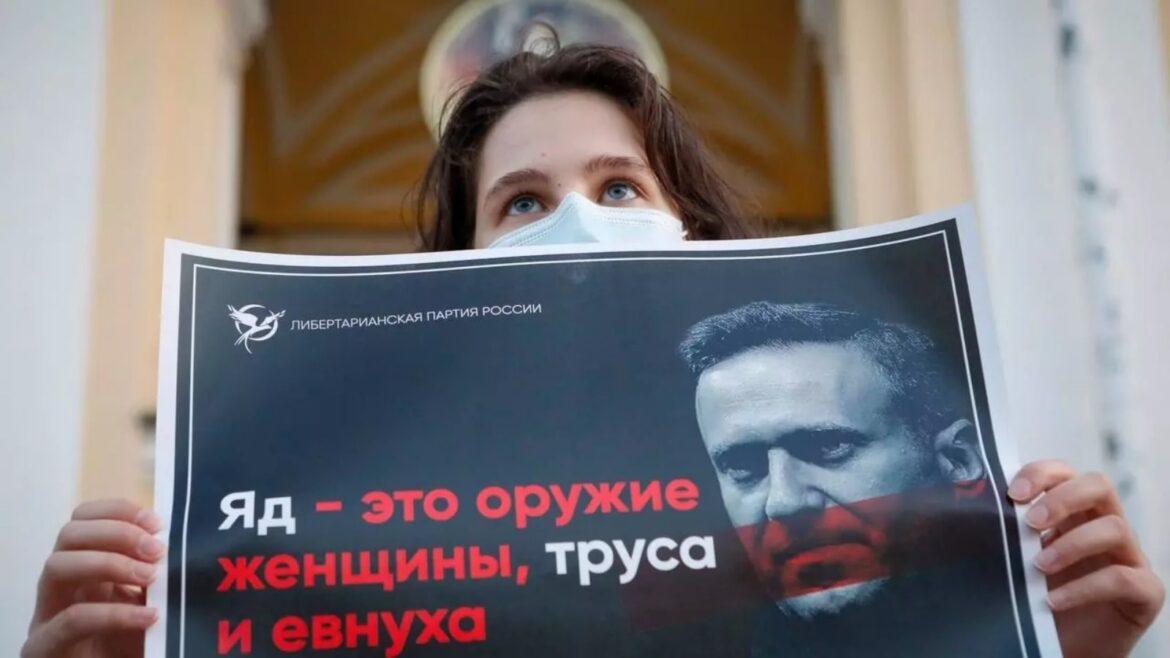 ЛИБЕРТАРИАНСКАЯ ПАРТИЯ РОССИИ
Яд - это оружие
женщины, труса
и евнуха